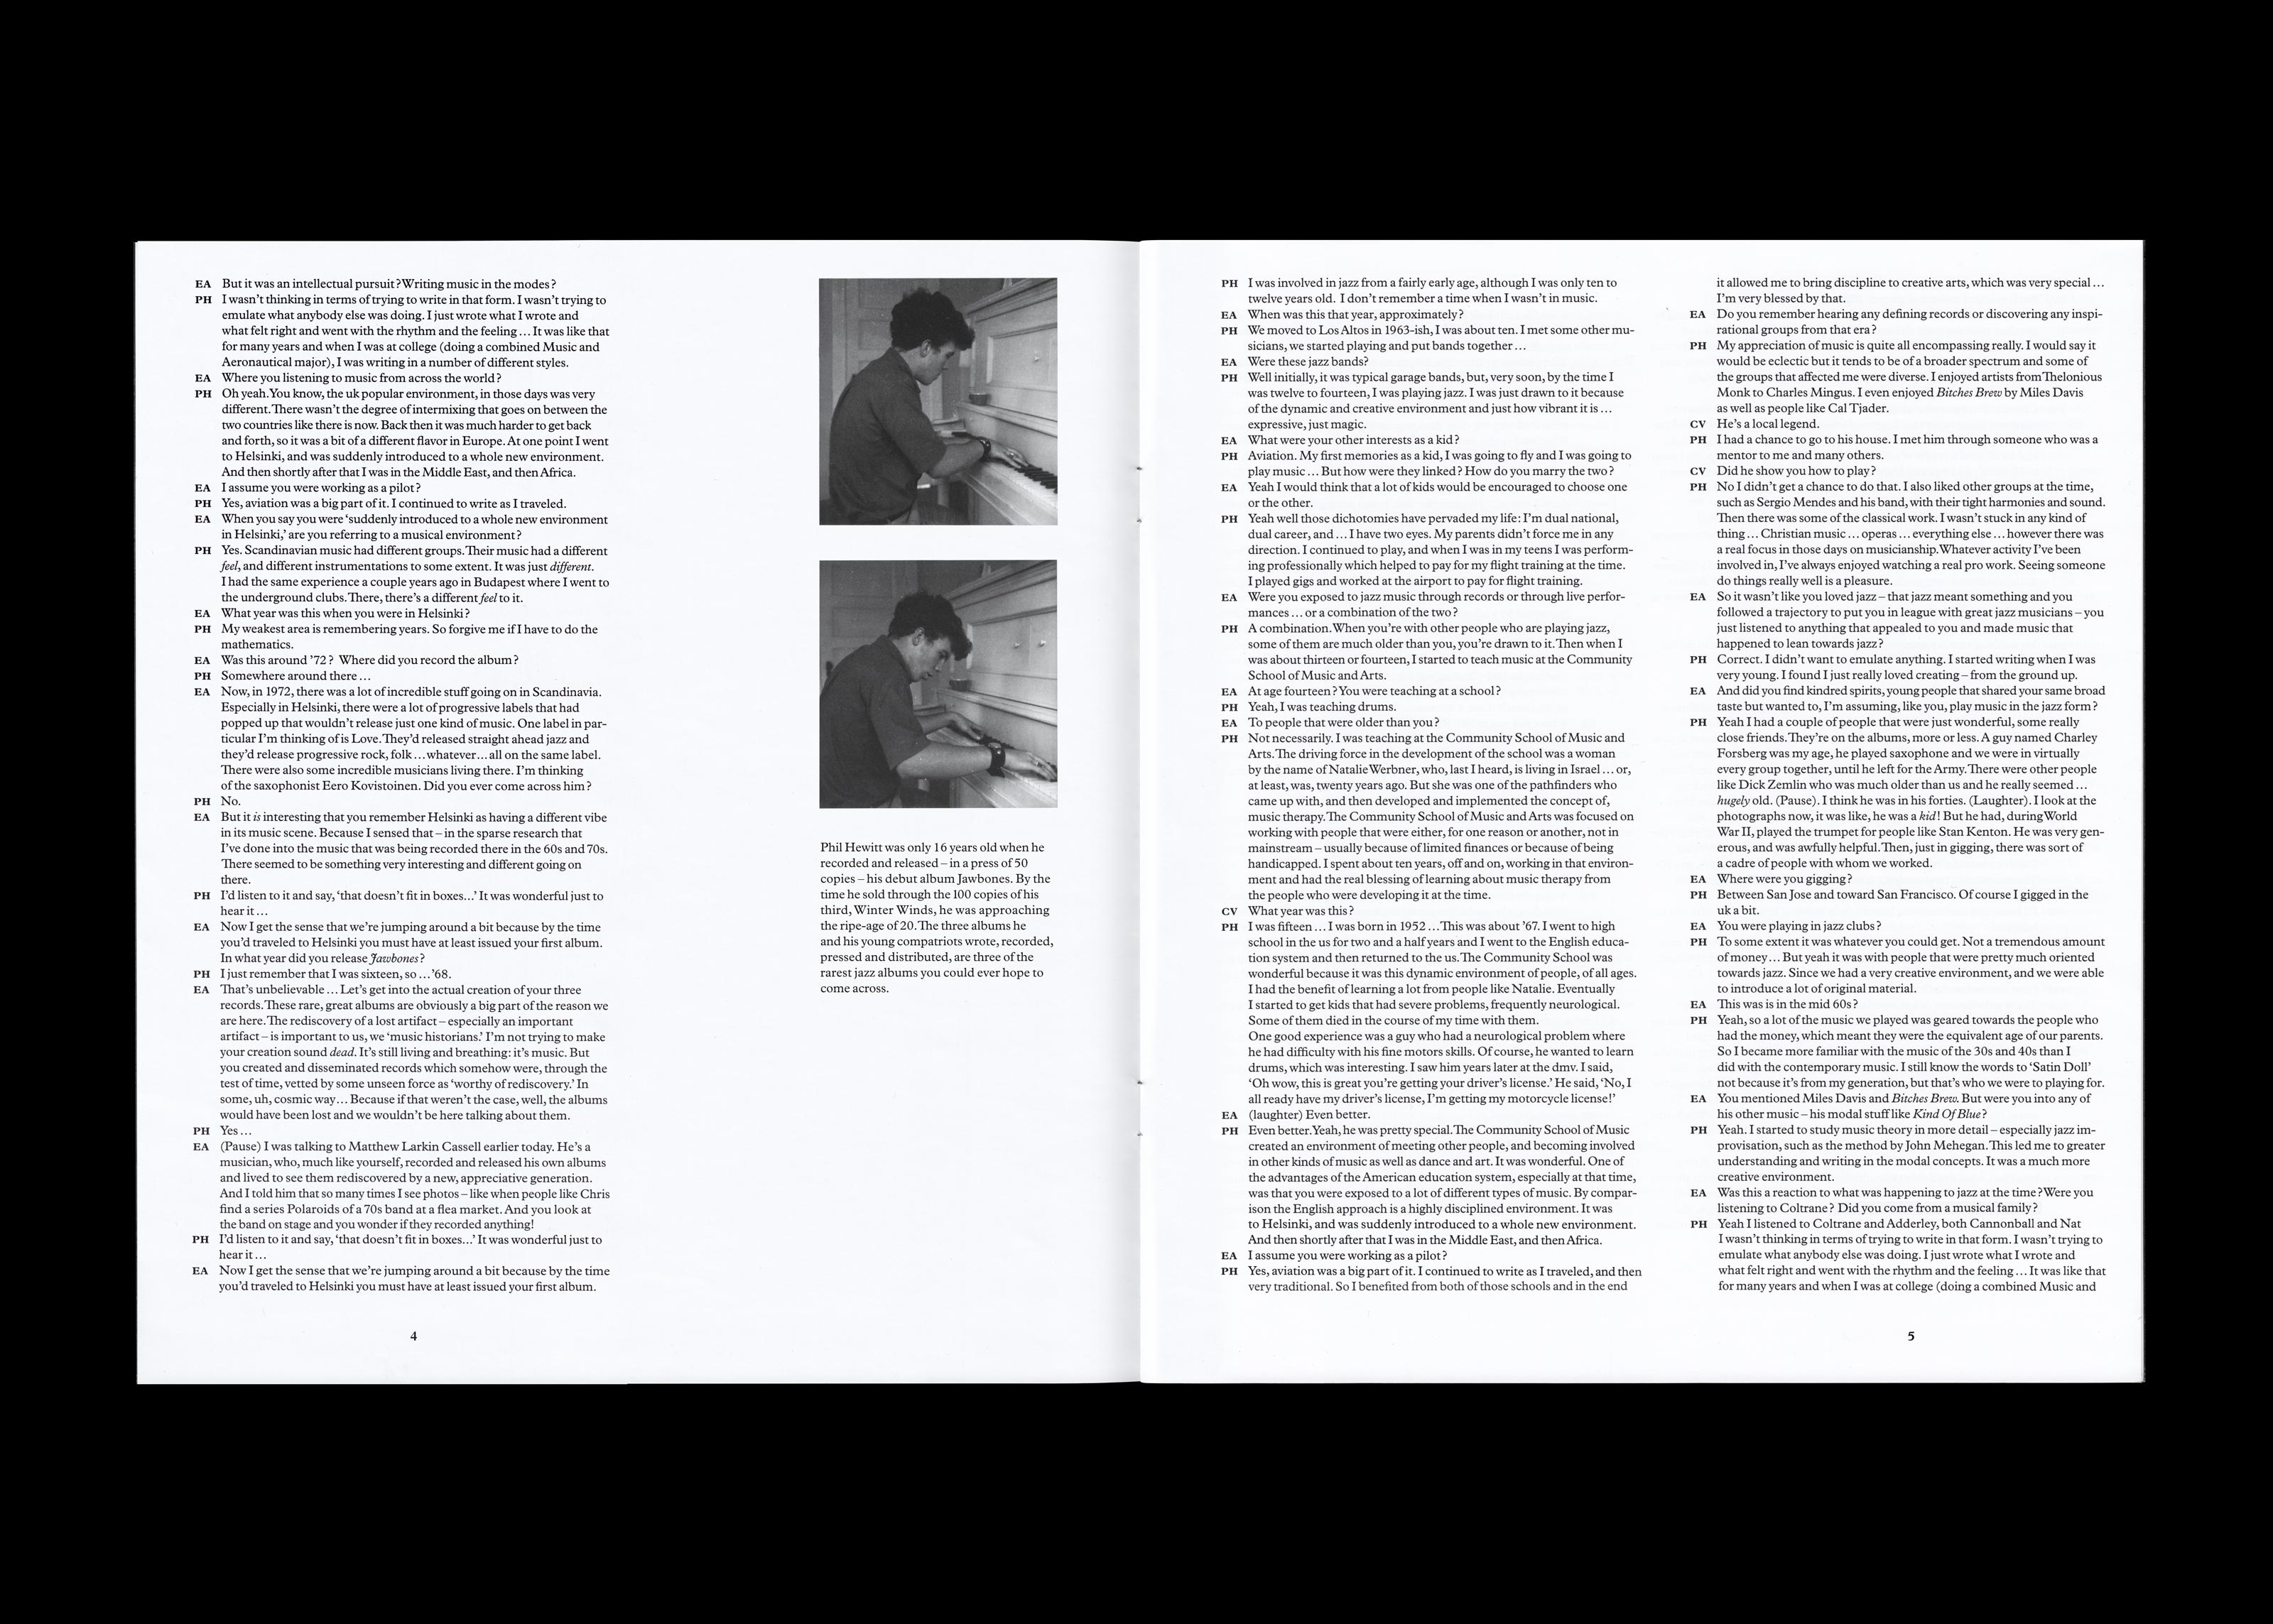 EA But it was an intellectual pursuit? Writing music in the modes?
PH I wasn't thinking in terms of trying to write in that form. I wasn't trying to
emulate what anybody else was doing. I just wrote what I wrote and
what felt right and went with the rhythm and the feeling … It was like that
for many years and when I was at college (doing a combined Music and
Aeronautical major), I was writing in a number of different styles.
EA Where you listening to music from across the world?
PH Oh yeah. You know, the uk popular environment, in those days was very
different. There wasn't the degree of intermixing that goes on between the
two countries like there is now. Back then it was much harder to get back
and forth, so it was a bit of a different flavor in Europe. At one point I went
to Helsinki, and was suddenly introduced to a whole new environment.
And then shortly after that I was in the Middle East, and then Africa.
EA I assume you were working as a pilot?
PH Yes, aviation was a big part of it. I continued to write as I traveled.
EA When you say you were 'suddenly introduced to a whole new environment
in Helsinki,' are you referring to a musical environment?
PH Yes. Scandinavian music had different groups. Their music had a different
feel, and different instrumentations to some extent. It was just different.
I had the same experience a couple years ago in Budapest where I went to
the underground clubs. There, there's a different feel to it.
EA What year was this when you were in Helsinki?
PH My weakest area is remembering years. So forgive me if I have to do the
mathematics.
EA Was this around '72? Where did you record the album?
PH Somewhere around there …
EA Now, in 1972, there was a lot of incredible stuff going on in Scandinavia.
Especially in Helsinki, there were a lot of progressive labels that had
popped up that wouldn't release just one kind of music. One label in par-
ticular I'm thinking of is Love. They'd released straight ahead jazz and
they'd release progressive rock, folk … whatever … all on the same label.
There were also some incredible musicians living there. I'm thinking
of the saxophonist Eero Kovistoinen. Did you ever come across him?
PH No.
EA But it is interesting that you remember Helsinki as having a different vibe
in its music scene. Because I sensed that – in the sparse research that
I've done into the music that was being recorded there in the 60s and 70s.
There seemed to be something very interesting and different going on
there.
PH I'd listen to it and say, 'that doesn't fit in boxes…' It was wonderful just to
hear it …
EA Now I get the sense that we're jumping around a bit because by the time
you'd traveled to Helsinki you must have at least issued your first album.
In what year did you release Jawbones?
PH I just remember that I was sixteen, so … '68.
EA That's unbelievable … Let's get into the actual creation of your three
records. These rare, great albums are obviously a big part of the reason we
are here. The rediscovery of a lost artifact – especially an important
artifact – is important to us, we 'music historians.' I'm not trying to make
your creation sound dead. It's still living and breathing: it's music. But
you created and disseminated records which somehow were, through the
test of time, vetted by some unseen force as 'worthy of rediscovery.' In
some, uh, cosmic way … Because if that weren't the case, well, the albums
would have been lost and we wouldn't be here talking about them.
PH Yes …
EA (Pause) I was talking to Matthew Larkin Cassell earlier today. He's a
musician, who, much like yourself, recorded and released his own albums
and lived to see them rediscovered by a new, appreciative generation.
And I told him that so many times I see photos – like when people like Chris
find a series Polaroids of a 70s band at a flea market. And you look at
the band on stage and you wonder if they recorded anything!
PH I'd listen to it and say, 'that doesn't fit in boxes…' It was wonderful just to
hear it …
EA Now I get the sense that we're jumping around a bit because by the time
you'd traveled to Helsinki you must have at least issued your first album.
4
Phil Hewitt was only 16 years old when he
recorded and released – in a press of 50
copies – his debut album Jawbones. By the
time he sold through the 100 copies of his
third, Winter Winds, he was approaching
the ripe-age of 20. The three albums he
and his young compatriots wrote, recorded,
pressed and distributed, are three of the
rarest jazz albums you could ever hope to
come across.
PH I was involved in jazz from a fairly early age, although I was only ten to
twelve years old. I don't remember a time when I wasn't in music.
EA When was this that year, approximately?
PH We moved to Los Altos in 1963-ish, I was about ten. I met some other mu-
sicians, we started playing and put bands together …
EA Were these jazz bands?
PH Well initially, it was typical garage bands, but, very soon, by the time I
was twelve to fourteen, I was playing jazz. I was just drawn to it because
of the dynamic and creative environment and just how vibrant it is …
expressive, just magic.
EA What were your other interests as a kid?
PH Aviation. My first memories as a kid, I was going to fly and I was going to
play music … But how were they linked? How do you marry the two?
EA Yeah I would think that a lot of kids would be encouraged to choose one
or the other.
PH Yeah well those dichotomies have pervaded my life: I'm dual national,
dual career, and … I have two eyes. My parents didn't force me in any
direction. I continued to play, and when I was in my teens I was perform-
ing professionally which helped to pay for my flight training at the time.
I played gigs and worked at the airport to pay for flight training.
EA Were you exposed to jazz music through records or through live perfor-
mances … or a combination of the two?
PH A combination. When you're with other people who are playing jazz,
some of them are much older than you, you're drawn to it. Then when I
was about thirteen or fourteen, I started to teach music at the Community
School of Music and Arts.
EA At age fourteen? You were teaching at a school?
PH Yeah, I was teaching drums.
EA To people that were older than you?
PH Not necessarily. I was teaching at the Community School of Music and
Arts. The driving force in the development of the school was a woman
by the name of Natalie Werbner, who, last I heard, is living in Israel … or,
at least, was, twenty years ago. But she was one of the pathfinders who
came up with, and then developed and implemented the concept of,
music therapy. The Community School of Music and Arts was focused on
working with people that were either, for one reason or another, not in
mainstream – usually because of limited finances or because of being
handicapped. I spent about ten years, off and on, working in that environ-
ment and had the real blessing of learning about music therapy from
the people who were developing it at the time.
CV What year was this?
PH I was fifteen … I was born in 1952 … This was about '67. I went to high
school in the us for two and a half years and I went to the English educa-
tion system and then returned to the us. The Community School was
wonderful because it was this dynamic environment of people, of all ages.
I had the benefit of learning a lot from people like Natalie. Eventually
I started to get kids that had severe problems, frequently neurological.
Some of them died in the course of my time with them.
One good experience was a guy who had a neurological problem where
he had difficulty with his fine motors skills. Of course, he wanted to learn
drums, which was interesting. I saw him years later at the dmv. I said,
'Oh wow, this is great you're getting your driver's license.' He said, 'No, I
all ready have my driver's license, I'm getting my motorcycle license!'
EA (laughter) Even better.
PH Even better. Yeah, he was pretty special. The Community School of Music
created an environment of meeting other people, and becoming involved
in other kinds of music as well as dance and art. It was wonderful. One of
the advantages of the American education system, especially at that time,
was that you were exposed to a lot of different types of music. By compar-
ison the English approach is a highly disciplined environment. It was
to Helsinki, and was suddenly introduced to a whole new environment.
And then shortly after that I was in the Middle East, and then Africa.
EA I assume you were working as a pilot?
PH Yes, aviation was a big part of it. I continued to write as I traveled, and then
very traditional. So I benefited from both of those schools and in the end
it allowed me to bring discipline to creative arts, which was very special …
I'm very blessed by that.
EA Do you remember hearing any defining records or discovering any inspi-
rational groups from that era?
PH My appreciation of music is quite all encompassing really. I would say it
would be eclectic but it tends to be of a broader spectrum and some of
the groups that affected me were diverse. I enjoyed artists from Thelonious
Monk to Charles Mingus. I even enjoyed Bitches Brew by Miles Davis
as well as people like Cal Tjader.
CV He's a local legend.
PH I had a chance to go to his house. I met him through someone who was a
mentor to me and many others.
CV Did he show you how to play?
PH No I didn't get a chance to do that. I also liked other groups at the time,
such as Sergio Mendes and his band, with their tight harmonies and sound.
Then there was some of the classical work. I wasn't stuck in any kind of
thing … Christian music … operas … everything else … however there was
a real focus in those days on musicianship. Whatever activity I've been
involved in, I've always enjoyed watching a real pro work. Seeing someone
do things really well is a pleasure.
EA So it wasn't like you loved jazz – that jazz meant something and you
followed a trajectory to put you in league with great jazz musicians – you
just listened to anything that appealed to you and made music that
happened to lean towards jazz?
PH Correct. I didn't want to emulate anything. I started writing when I was
very young. I found I just really loved creating – from the ground up.
EA And did you find kindred spirits, young people that shared your same broad
taste but wanted to, I'm assuming, like you, play music in the jazz form?
PH Yeah I had a couple of people that were just wonderful, some really
close friends. They're on the albums, more or less. A guy named Charley
Forsberg was my age, he played saxophone and we were in virtually
every group together, until he left for the Army. There were other people
like Dick Zemlin who was much older than us and he really seemed …
hugely old. (Pause). I think he was in his forties. (Laughter). I look at the
photographs now, it was like, he was a kid! But he had, during World
War II, played the trumpet for people like Stan Kenton. He was very gen-
erous, and was awfully helpful. Then, just in gigging, there was sort of
a cadre of people with whom we worked.
EA Where were you gigging?
PH Between San Jose and toward San Francisco. Of course I gigged in the
uk a bit.
EA You were playing in jazz clubs?
PH To some extent it was whatever you could get. Not a tremendous amount
of money … But yeah it was with people that were pretty much oriented
towards jazz. Since we had a very creative environment, and we were able
to introduce a lot of original material.
EA This was is in the mid 60s?
PH Yeah, so a lot of the music we played was geared towards the people who
had the money, which meant they were the equivalent age of our parents.
So I became more familiar with the music of the 30s and 40s than I
did with the contemporary music. I still know the words to 'Satin Doll'
not because it's from my generation, but that's who we were to playing for.
EA You mentioned Miles Davis and Bitches Brew. But were you into any of
his other music – his modal stuff like Kind Of Blue?
PH Yeah. I started to study music theory in more detail – especially jazz im-
provisation, such as the method by John Mehegan. This led me to greater
understanding and writing in the modal concepts. It was a much more
creative environment.
EA Was this a reaction to what was happening to jazz at the time? Were you
listening to Coltrane? Did you come from a musical family?
PH Yeah I listened to Coltrane and Adderley, both Cannonball and Nat
I wasn't thinking in terms of trying to write in that form. I wasn't trying to
emulate what anybody else was doing. I just wrote what I wrote and
what felt right and went with the rhythm and the feeling … It was like that
for many years and when I was at college (doing a combined Music and
5